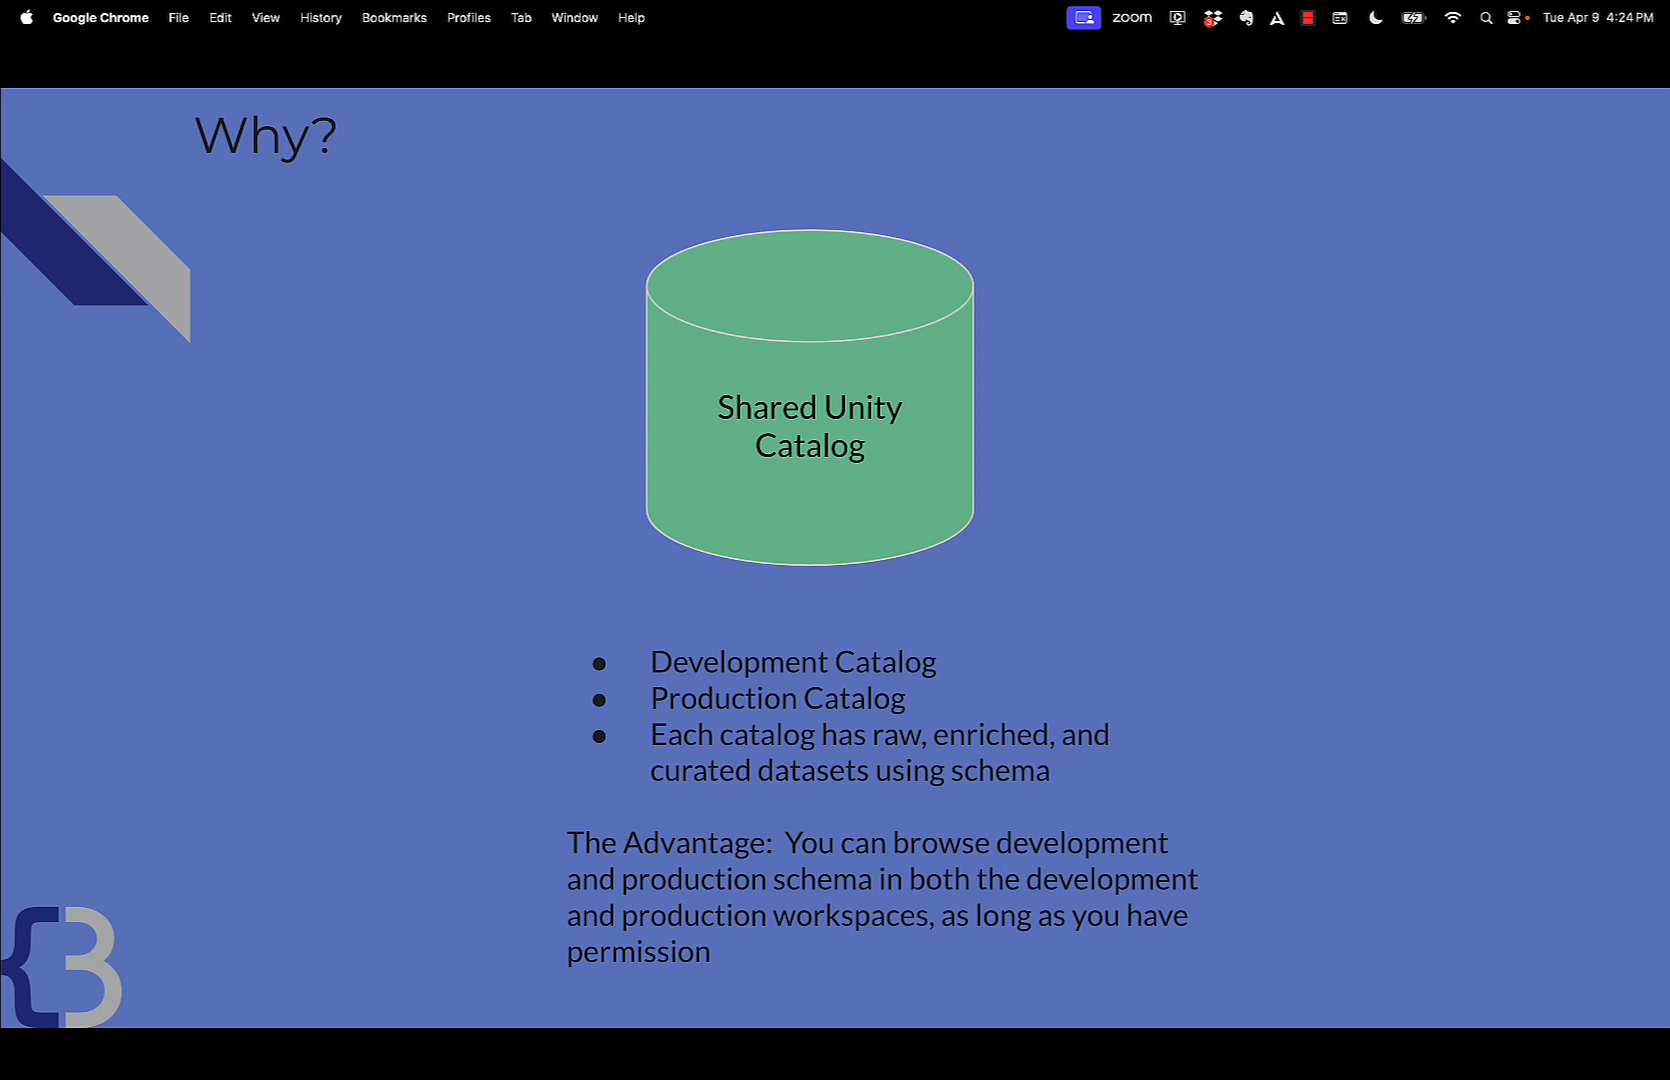 Google Chrome File Edit View History Bookmarks Profiles Tab Window Help zoom 3 Tue Apr 9 4:24 PM
Why?
Shared Unity
Catalog
● Development Catalog
● Production Catalog
● Each catalog has raw, enriched, and
curated datasets using schema
The Advantage: You can browse development
and production schema in both the development
and production workspaces, as long as you have
permission